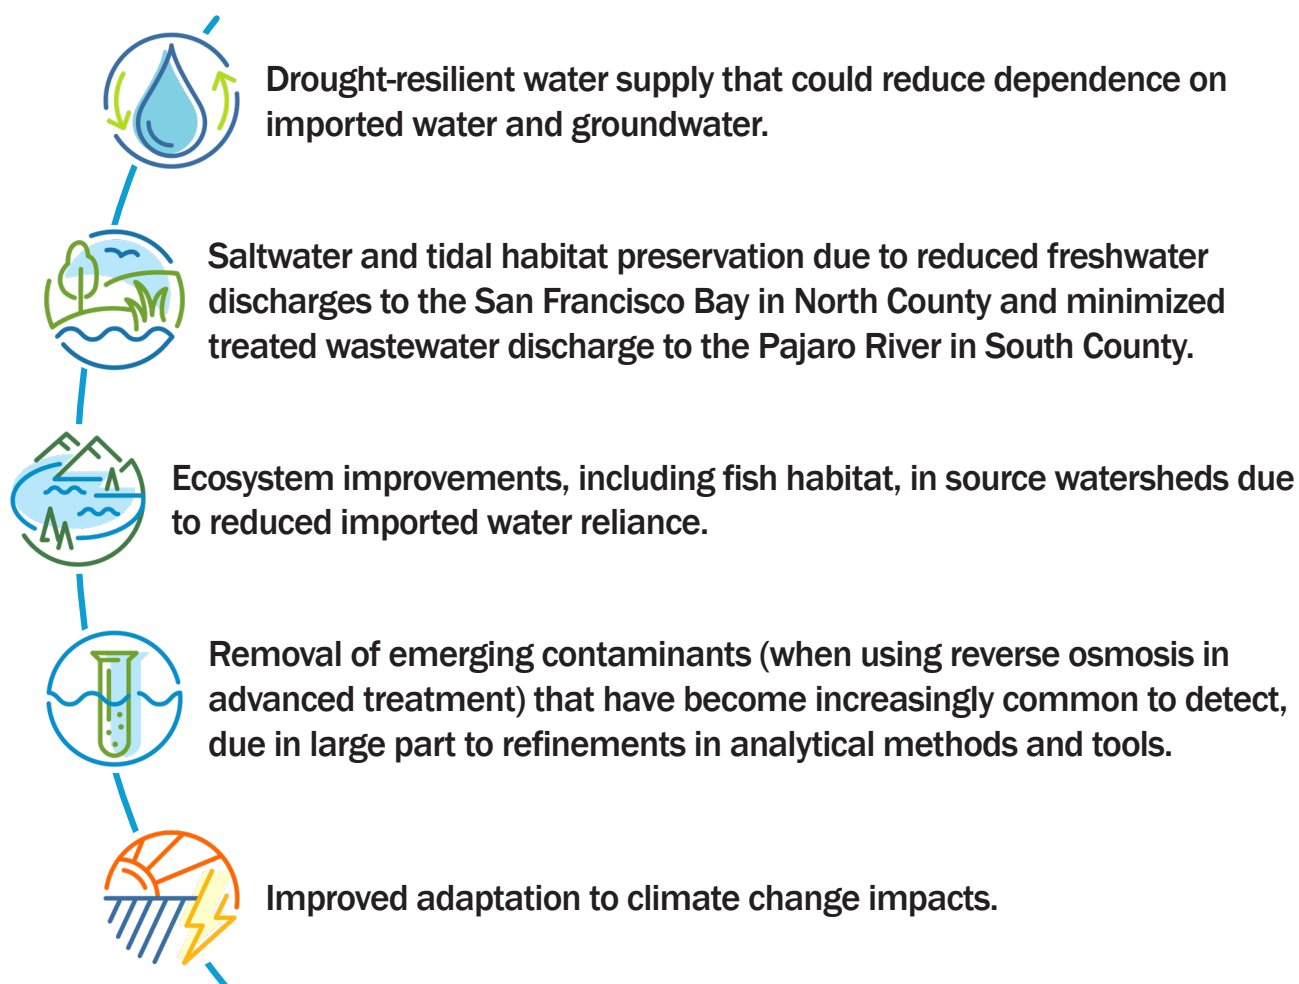 Drought-resilient water supply that could reduce dependence on
imported water and groundwater.
Saltwater and tidal habitat preservation due to reduced freshwater
discharges to the San Francisco Bay in North County and minimized
treated wastewater discharge to the Pajaro River in South County.
Ecosystem improvements, including fish habitat, in source watersheds due
to reduced imported water reliance.
Removal of emerging contaminants (when using reverse osmosis in
advanced treatment) that have become increasingly common to detect,
due in large part to refinements in analytical methods and tools.
Improved adaptation to climate change impacts.